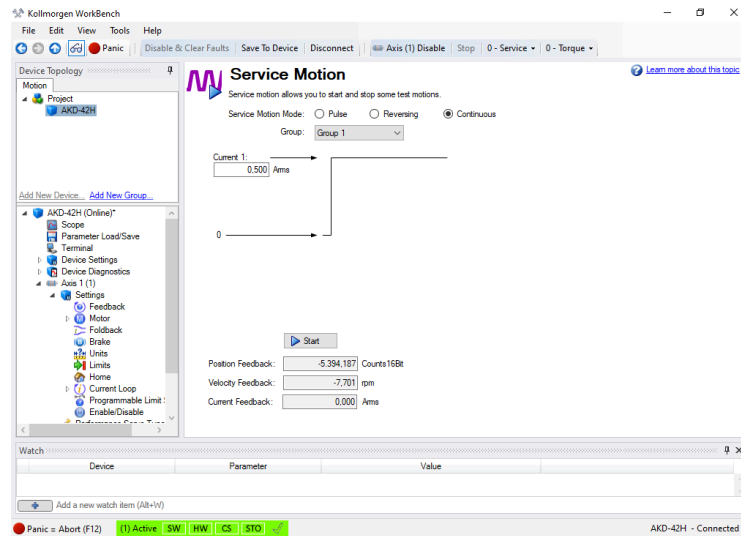 Kollmorgen WorkBench
File Edit View Tools Help
Panic Disable & Clear Faults Save To Device Disconnect Axis (1) Disable Stop 0 - Service 0 - Torque
Device Topology
Motion
Project
AKD-42H
Add New Device... Add New Group...
AKD-42H (Online)*
Scope
Parameter Load/Save
Terminal
Device Settings
Device Diagnostics
Axis 1 (1)
Settings
Feedback
Motor
Foldback
Brake
Units
Limits
Home
Current Loop
Programmable Limit
Enable/Disable
Service Motion
Learn more about this topic
Service motion allows you to start and stop some test motions.
Service Motion Mode: Pulse Reversing Continuous
Group: Group 1
Current 1:
0,500 Arms
0
Start
Position Feedback: -5.394,187 Counts16Bit
Velocity Feedback: -7,701 rpm
Current Feedback: 0,000 Arms
Watch
Device Parameter Value
Add a new watch item (Alt+W)
Panic = Abort (F12) (1) Active SW HW CS STO AKD-42H - Connected